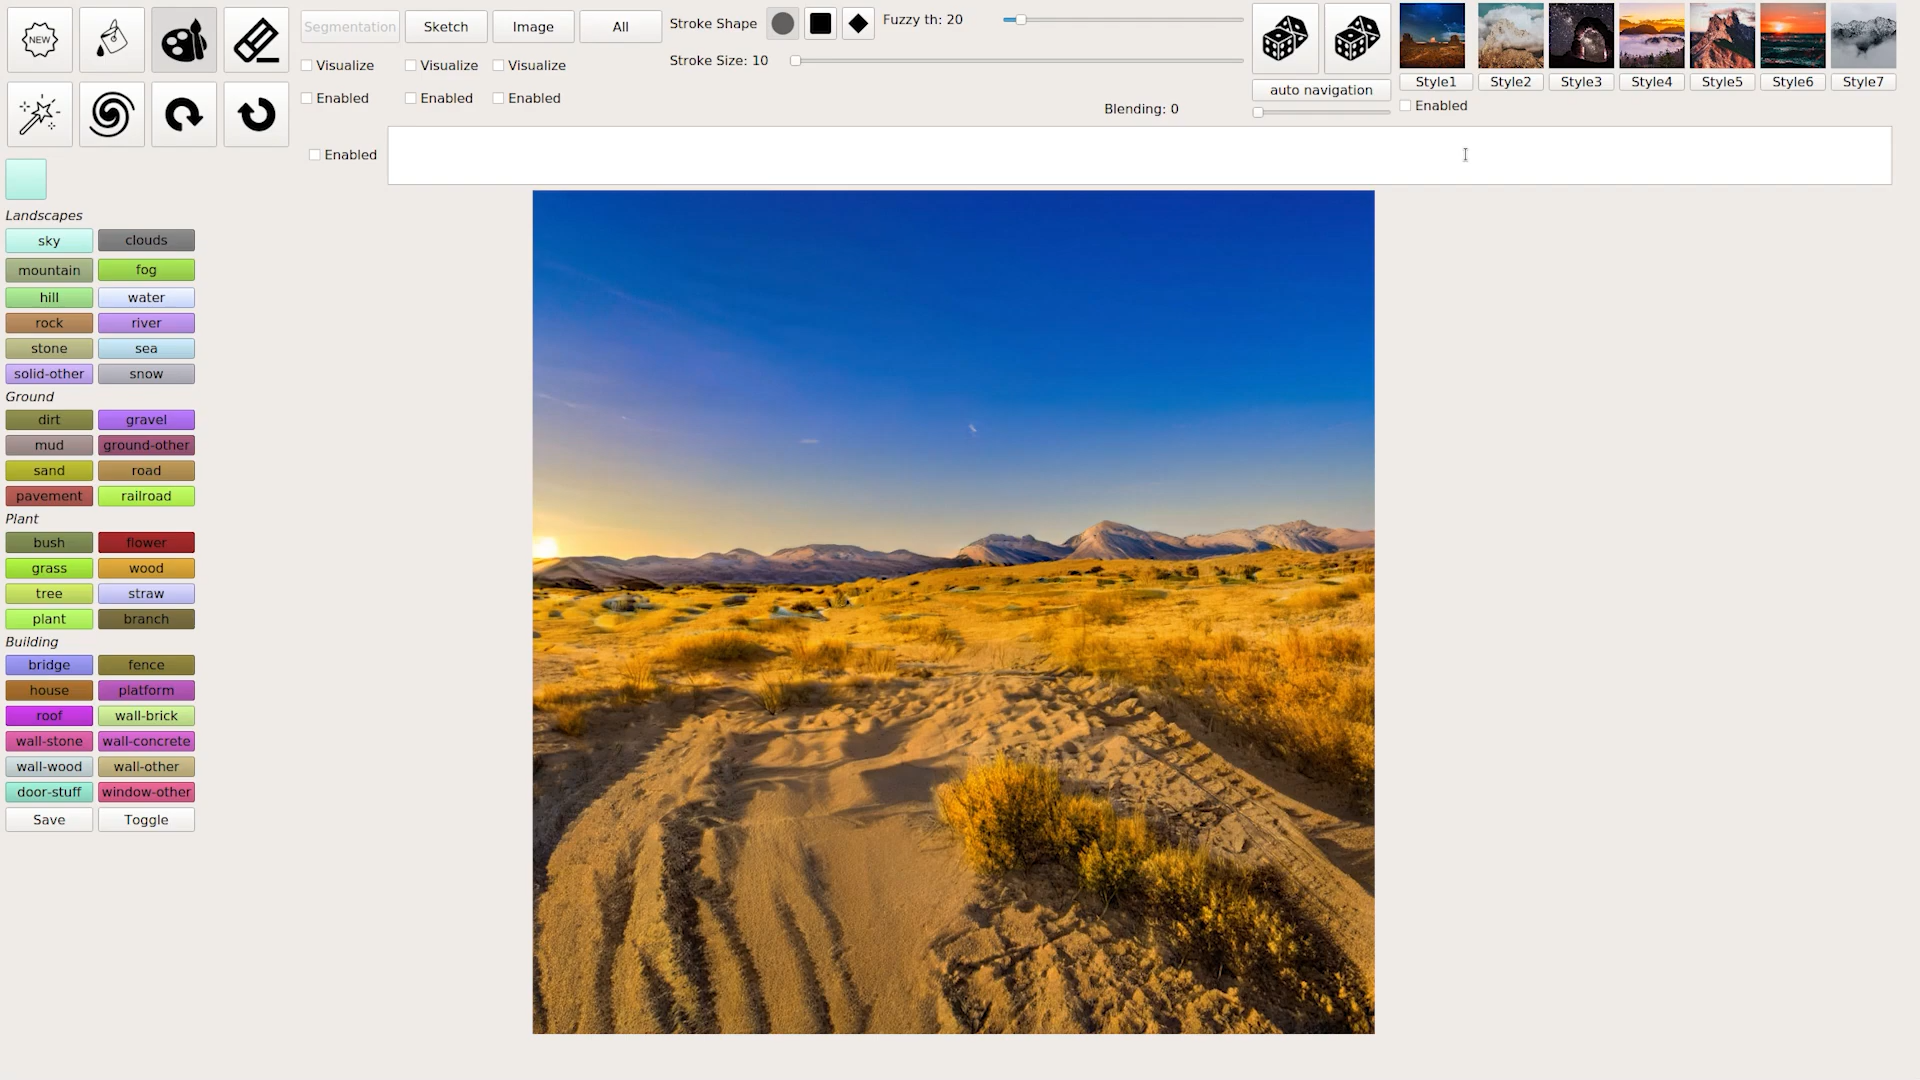 NEW
Segmentation Sketch Image All Stroke Shape Fuzzy th: 20
Visualize Visualize Visualize Stroke Size: 10
Style1 Style2 Style3 Style4 Style5 Style6 Style7
auto navigation
Enabled Enabled Enabled
Blending: 0 Enabled
Enabled
Landscapes
sky clouds
mountain fog
hill water
rock river
stone sea
solid-other snow
Ground
dirt gravel
mud ground-other
sand road
pavement railroad
Plant
bush flower
grass wood
tree straw
plant branch
Building
bridge fence
house platform
roof wall-brick
wall-stone wall-concrete
wall-wood wall-other
door-stuff window-other
Save Toggle